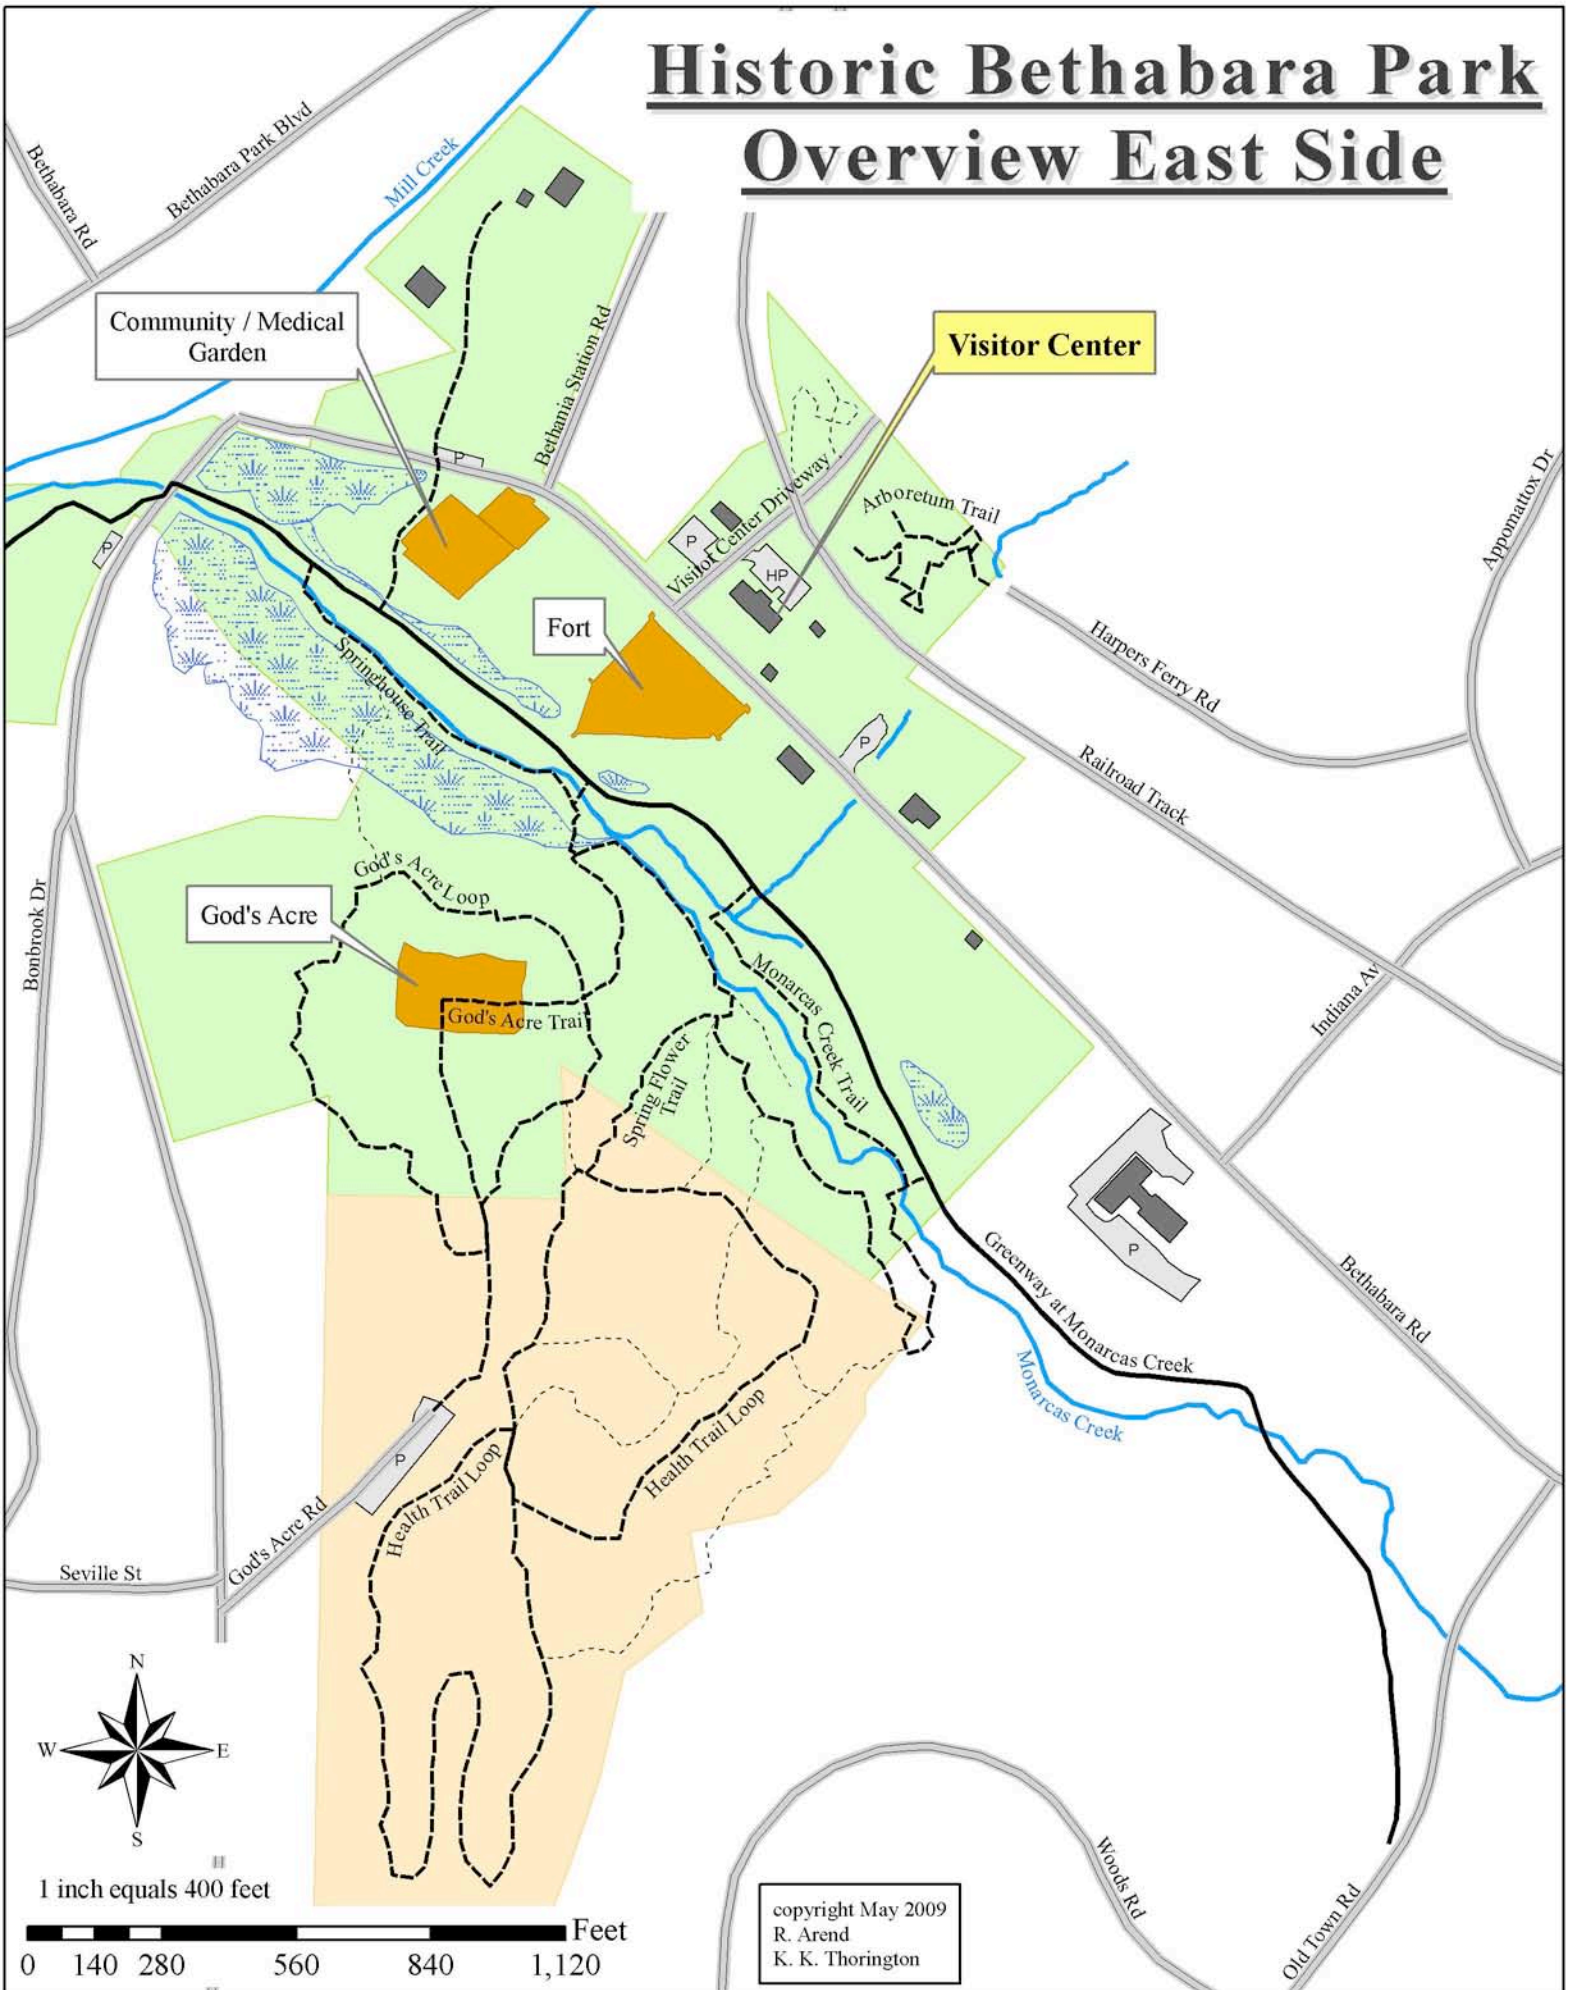 Historic Bethabara Park
Overview East Side
Bethabara Rd
Bethabara Park Blvd
Mill Creek
Community / Medical
Garden
Bethania Station Rd
Visitor Center
P
Visitor Center Driveway
Arboretum Trail
Appomattox Dr
P
P
HP
Fort
Harpers Ferry Rd
Springhouse Trail
P
Railroad Track
God's Acre Loop
God's Acre
Bonbrook Dr
God's Acre Trail
Monarcas Creek Trail
Indiana Av
Spring Flower
Trail
P
Greenway at Monarcas Creek
Bethabara Rd
Monarcas Creek
Health Trail Loop
Health Trail Loop
P
God's Acre Rd
Seville St
N
W
E
S
Woods Rd
Old Town Rd
1 inch equals 400 feet
Feet
0 140 280 560 840 1,120
copyright May 2009
R. Arend
K. K. Thorington